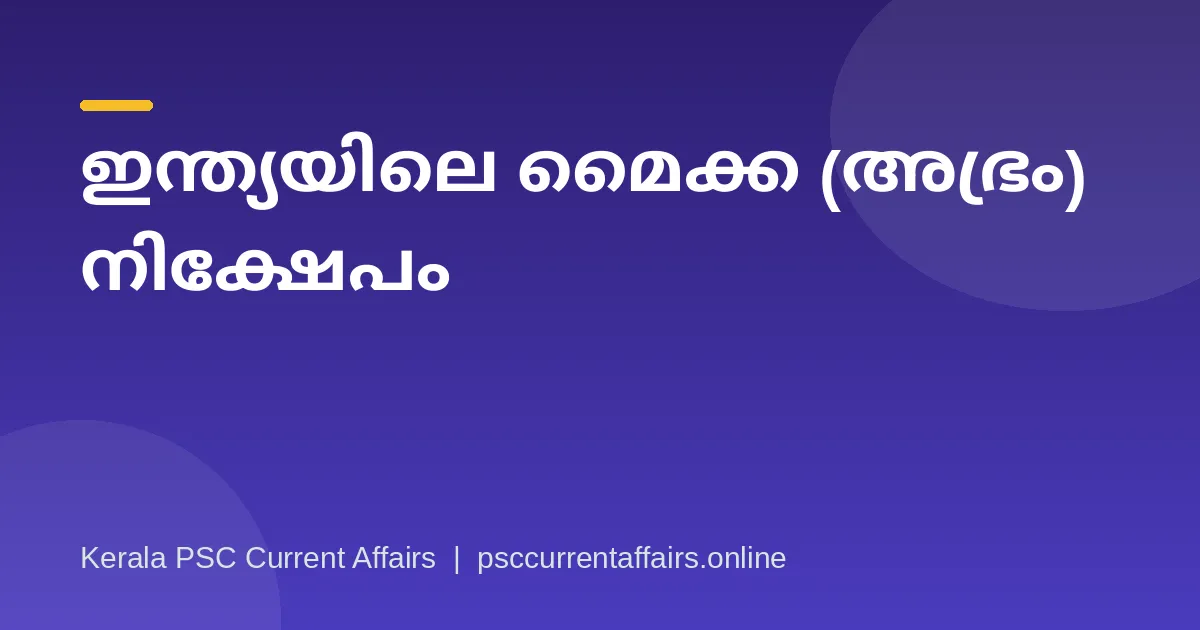 ഇന്ത്യയിലെ മൈക്ക (അഭ്രം)
നിക്ഷേപം
Kerala PSC Current Affairs | psccurrentaffairs.online